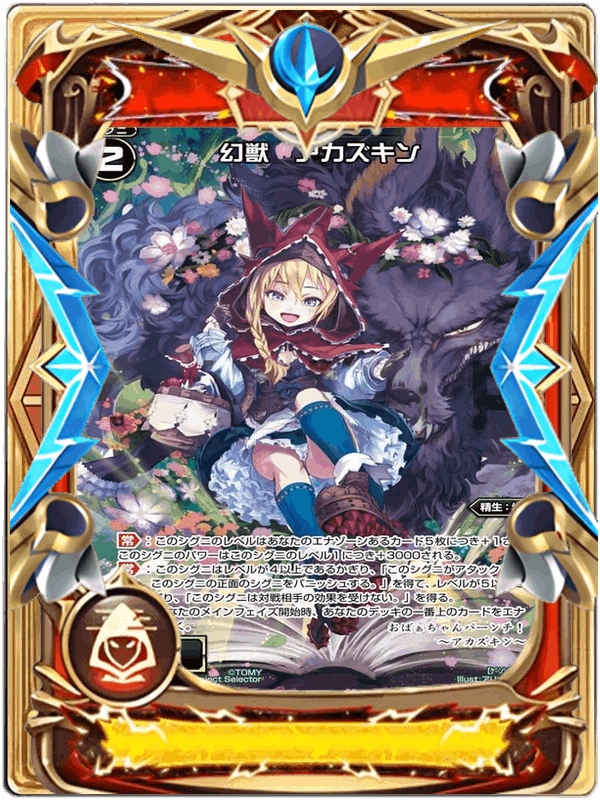 2
幻獣 アカズキン
精生:
常:このシグニのレベルはあなたのエナゾーンあるカード5枚につき+1さ
このシグニのパワーはこのシグニのレベル1につき+3000される。
常:このシグニはレベルが4以上であるかぎり、「このシグニがアタック
このシグニの正面のシグニをバニッシュする。」を得て、レベルが5以
り、「このシグニは対戦相手の効果を受けない。」を得る。
なたのメインフェイズ開始時、あなたのデッキの一番上のカードをエナ
く。
おばぁちゃんパーンチ!
〜アカズキン〜
©TOMY
ject Selector
Illust:アリ